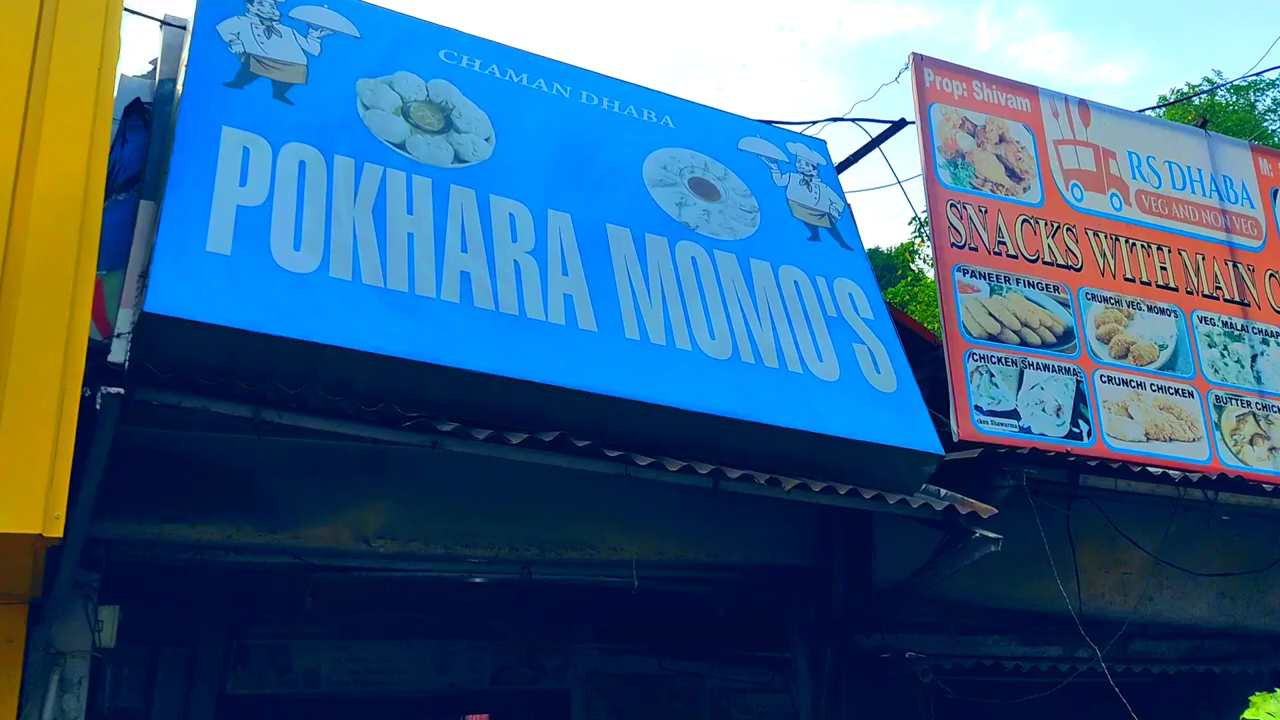 CHAMAN DHABA
POKHARA MOMO'S
Prop: Shivam
RS DHABA
VEG AND NON VEG
SNACKS WITH MAIN
PANEER FINGER
CRUNCHI VEG. MOMO'S
VEG. MALAI CHAAP
CHICKEN SHAWARMA
CRUNCHI CHICKEN
BUTTER